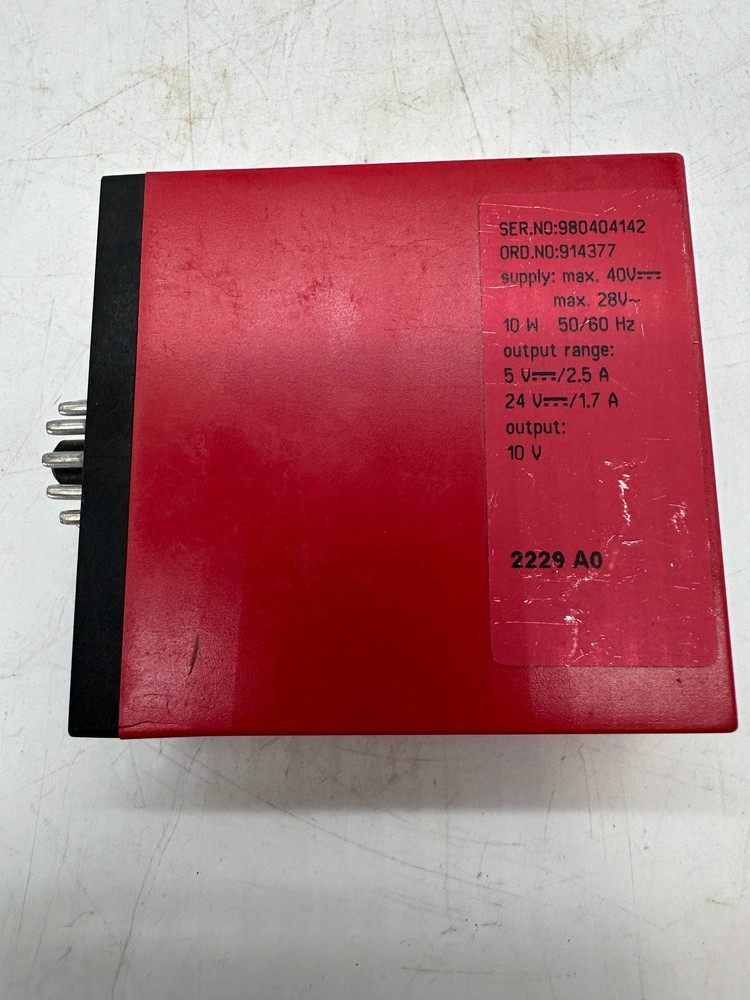 SER.NO:980404142
ORD.NO:914377
supply: max. 40V⎓
max. 28V~
10 W 50/60 Hz
output range:
5 V⎓/2.5 A
24 V⎓/1.7 A
output:
10 V
2229 A0